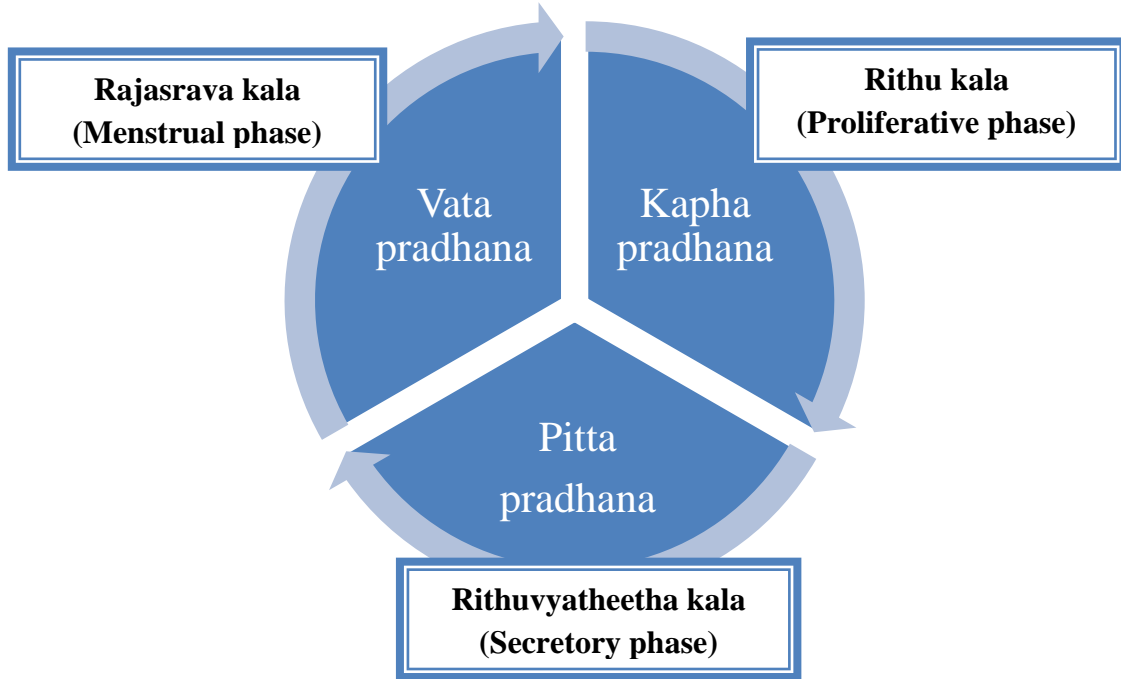 Rajasrava kala
(Menstrual phase)
Rithu kala
(Proliferative phase)
Vata
pradhana
Kapha
pradhana
Pitta
pradhana
Rithuvyatheetha kala
(Secretory phase)